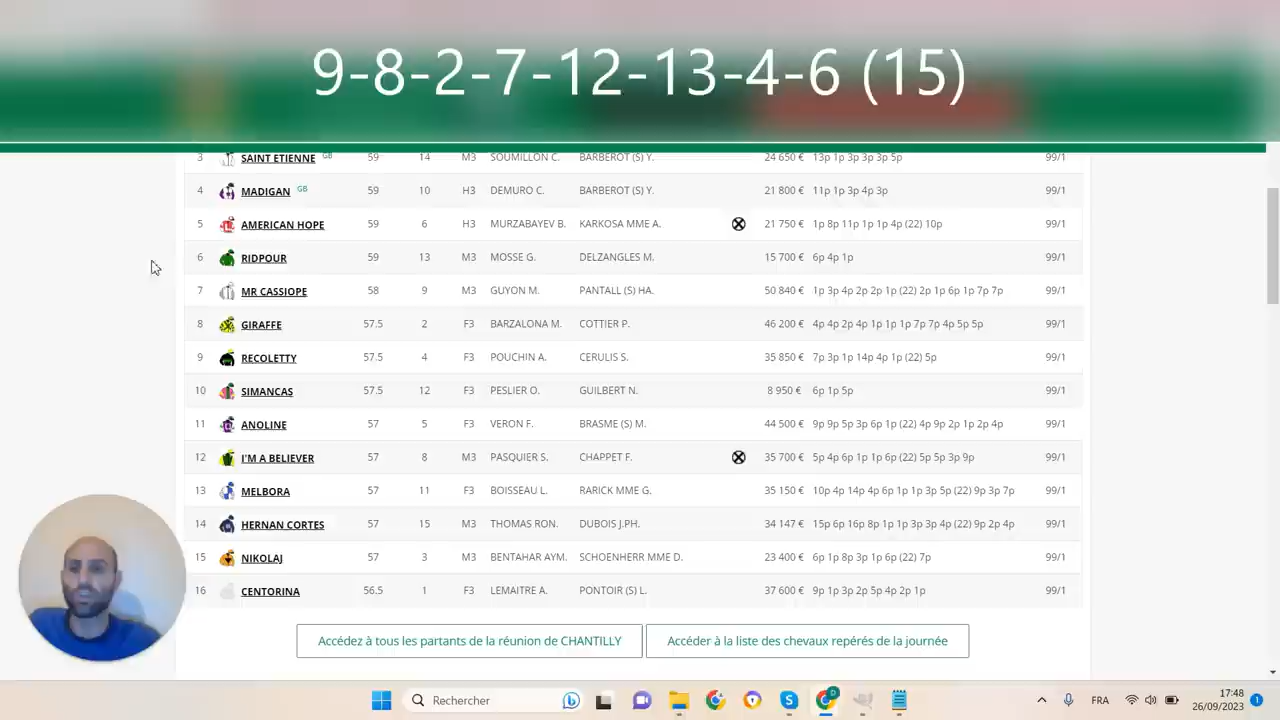 9-8-2-7-12-13-4-6 (15)
3 SAINT ETIENNE GB 59 14 M3 SOUMILLON C. BARBEROT (S) Y. 24 650 € 13p 1p 3p 3p 3p 5p 99/1
4 MADIGAN GB 59 10 H3 DEMURO C. BARBEROT (S) Y. 21 800 € 11p 1p 3p 4p 3p 99/1
5 AMERICAN HOPE 59 6 H3 MURZABAYEV B. KARKOSA MME A. 21 750 € 1p 8p 11p 1p 1p 4p (22) 10p 99/1
6 RIDPOUR 59 13 M3 MOSSE G. DELZANGLES M. 15 700 € 6p 4p 1p 99/1
7 MR CASSIOPE 58 9 M3 GUYON M. PANTALL (S) HA. 50 840 € 1p 3p 4p 2p 2p 1p (22) 2p 1p 6p 1p 7p 7p 99/1
8 GIRAFFE 57.5 2 F3 BARZALONA M. COTTIER P. 46 200 € 4p 4p 2p 4p 1p 1p 1p 7p 7p 4p 5p 5p 99/1
9 RECOLETTY 57.5 4 F3 POUCHIN A. CERULIS S. 35 850 € 7p 3p 1p 14p 4p 1p (22) 5p 99/1
10 SIMANCAS 57.5 12 F3 PESLIER O. GUILBERT N. 8 950 € 6p 1p 5p 99/1
11 ANOLINE 57 5 F3 VERON F. BRASME (S) M. 44 500 € 9p 9p 5p 3p 6p 1p (22) 4p 9p 2p 1p 2p 4p 99/1
12 I'M A BELIEVER 57 8 M3 PASQUIER S. CHAPPET F. 35 700 € 5p 4p 6p 1p 1p 6p (22) 5p 5p 3p 9p 99/1
13 MELBORA 57 11 F3 BOISSEAU L. RARICK MME G. 35 150 € 10p 4p 14p 4p 6p 1p 1p 3p 5p (22) 9p 3p 7p 99/1
14 HERNAN CORTES 57 15 M3 THOMAS RON. DUBOIS J.PH. 34 147 € 15p 6p 16p 8p 1p 1p 3p 3p 4p (22) 9p 2p 4p 99/1
15 NIKOLAJ 57 3 M3 BENTAHAR AYM. SCHOENHERR MME D. 23 400 € 6p 1p 8p 3p 1p 6p (22) 7p 99/1
16 CENTORINA 56.5 1 F3 LEMAITRE A. PONTOIR (S) L. 37 600 € 9p 1p 3p 2p 5p 4p 2p 1p 99/1
Accédez à tous les partants de la réunion de CHANTILLY
Accéder à la liste des chevaux repérés de la journée
Rechercher
FRA
17:48
26/09/2023